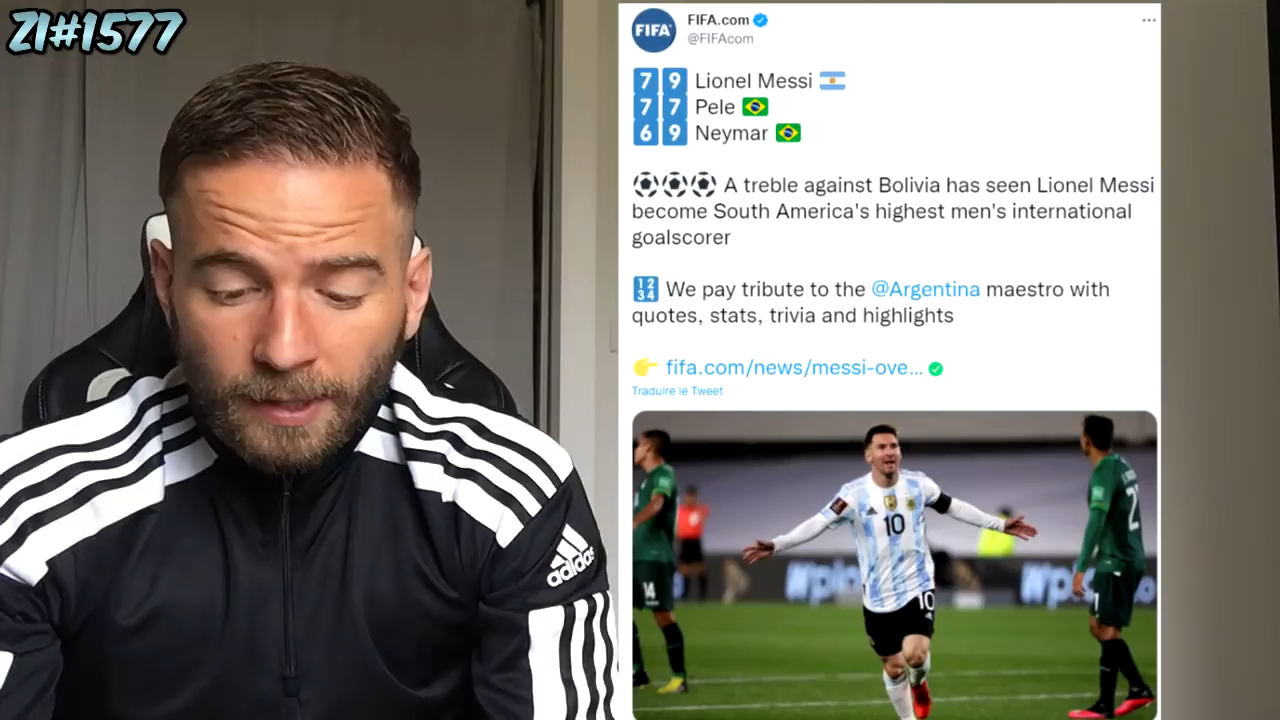 ZI#1577
FIFA
FIFA.com
@FIFAcom
79 Lionel Messi
77 Pele
69 Neymar
A treble against Bolivia has seen Lionel Messi
become South America's highest men's international
goalscorer
1234 We pay tribute to the @Argentina maestro with
quotes, stats, trivia and highlights
fifa.com/news/messi-ove...
Traduire le Tweet
10
10
14
adidas